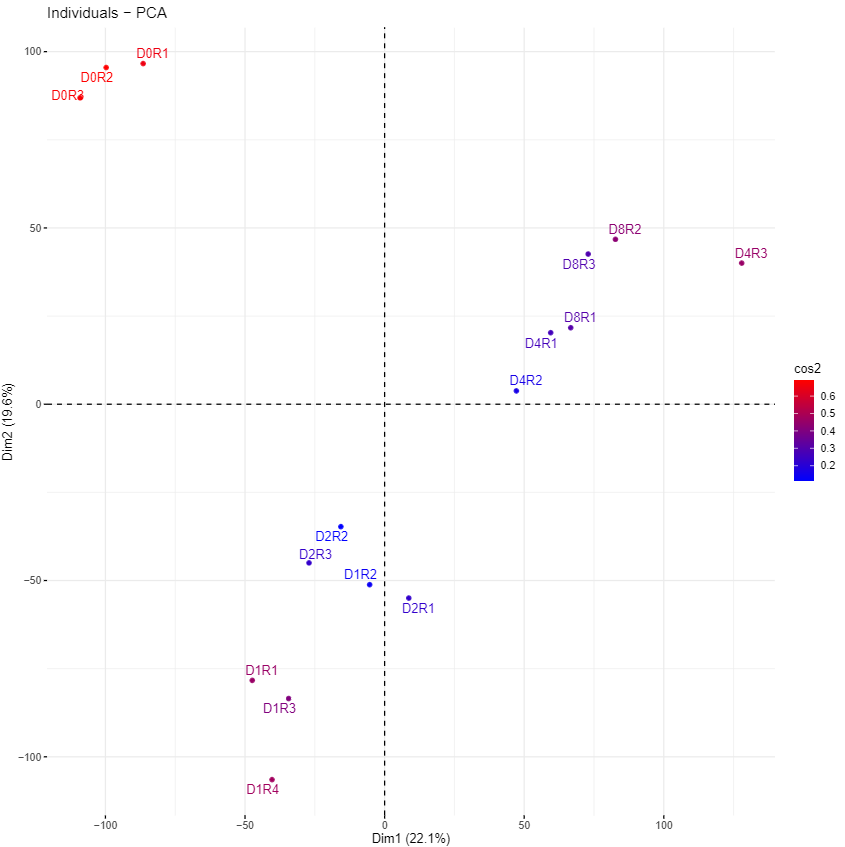 Individuals − PCA
100
D0R1
D0R2
D0R3
50
D8R2
D4R3
D8R3
D8R1
D4R1
D4R2
0
D2R2
D2R3
D1R2
D2R1
−50
D1R1
D1R3
D1R4
−100
−100
−50
0
50
100
Dim1 (22.1%)
Dim2 (19.6%)
cos2
0.6
0.5
0.4
0.3
0.2